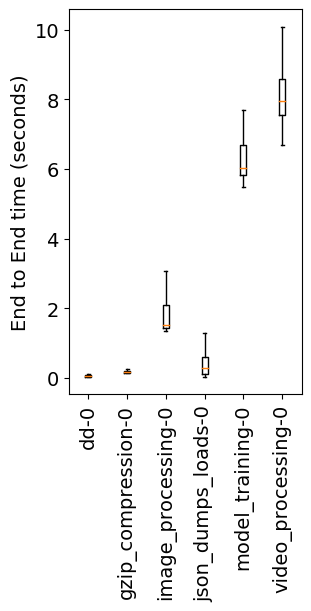 End to End time (seconds)
10
8
6
4
2
0
dd-0
gzip_compression-0
image_processing-0
json_dumps_loads-0
model_training-0
video_processing-0